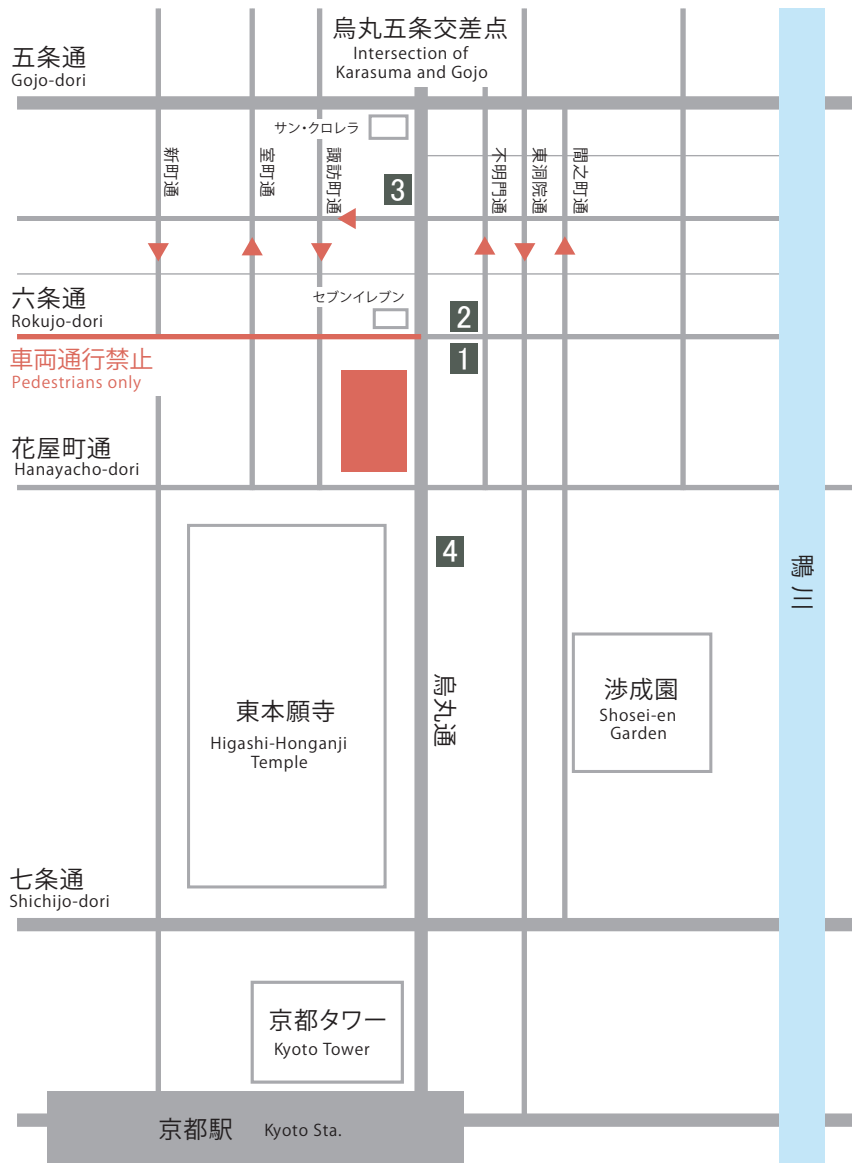 烏丸五条交差点
Intersection of
Karasuma and Gojo
五条通
Gojo-dori
サン・クロレラ
新町通
室町通
諏訪町通
不明門通
東洞院通
間之町通
3
六条通
Rokujo-dori
セブンイレブン
2
車両通行禁止
Pedestrians only
1
花屋町通
Hanayacho-dori
4
鴨川
烏丸通
東本願寺
Higashi-Honganji
Temple
渉成園
Shosei-en
Garden
七条通
Shichijo-dori
京都タワー
Kyoto Tower
京都駅 Kyoto Sta.